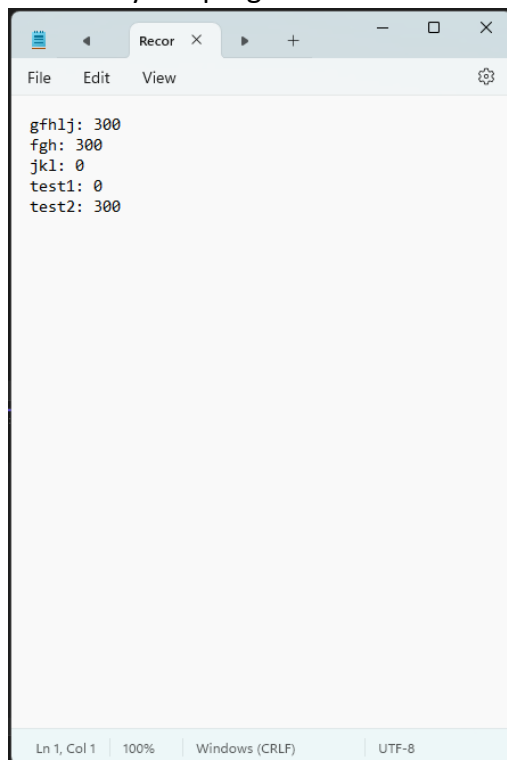 Recor
File Edit View
gfhlj: 300
fgh: 300
jkl: 0
test1: 0
test2: 300
Ln 1, Col 1 100% Windows (CRLF) UTF-8